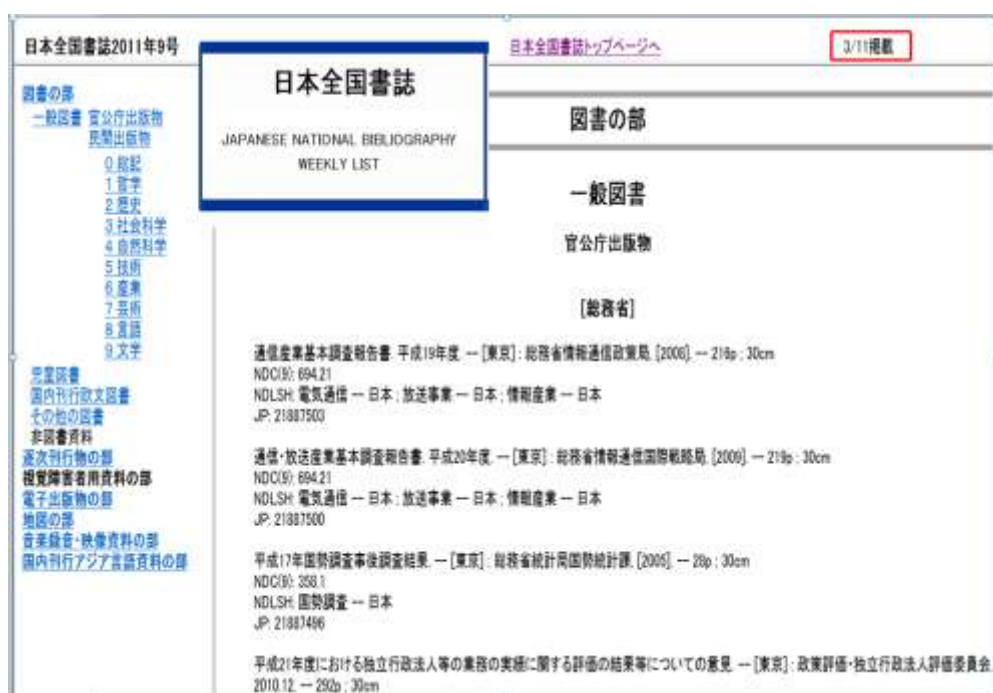 日本全国書誌2011年9号
日本全国書誌トップページへ
3/11掲載
日本全国書誌
JAPANESE NATIONAL BIBLIOGRAPHY
WEEKLY LIST
図書の部
一般図書 官公庁出版物
民間出版物
0 総記
1 哲学
2 歴史
3 社会科学
4 自然科学
5 技術
6 産業
7 芸術
8 言語
9 文学
児童図書
国内刊行欧文図書
その他の図書
非図書資料
逐次刊行物の部
視覚障害者用資料の部
電子出版物の部
地図の部
音楽録音・映像資料の部
国内刊行アジア言語資料の部
図書の部
一般図書
官公庁出版物
[総務省]
通信産業基本調査報告書. 平成19年度. -- [東京] : 総務省情報通信政策局, [2008]. -- 216p ; 30cm
NDC(9): 694.21
NDLSH: 電気通信 -- 日本 ; 放送事業 -- 日本 ; 情報産業 -- 日本
JP: 21887503
通信・放送産業基本調査報告書. 平成20年度. -- [東京] : 総務省情報通信国際戦略局, [2009]. -- 219p ; 30cm
NDC(9): 694.21
NDLSH: 電気通信 -- 日本 ; 放送事業 -- 日本 ; 情報産業 -- 日本
JP: 21887500
平成17年国勢調査事後調査結果. -- [東京] : 総務省統計局国勢統計課, [2005]. -- 28p ; 30cm
NDC(9): 358.1
NDLSH: 国勢調査 -- 日本
JP: 21887496
平成21年度における独立行政法人等の業務の実績に関する評価の結果等についての意見. -- [東京] : 政策評価・独立行政法人評価委員会,
2010.12. -- 292p ; 30cm